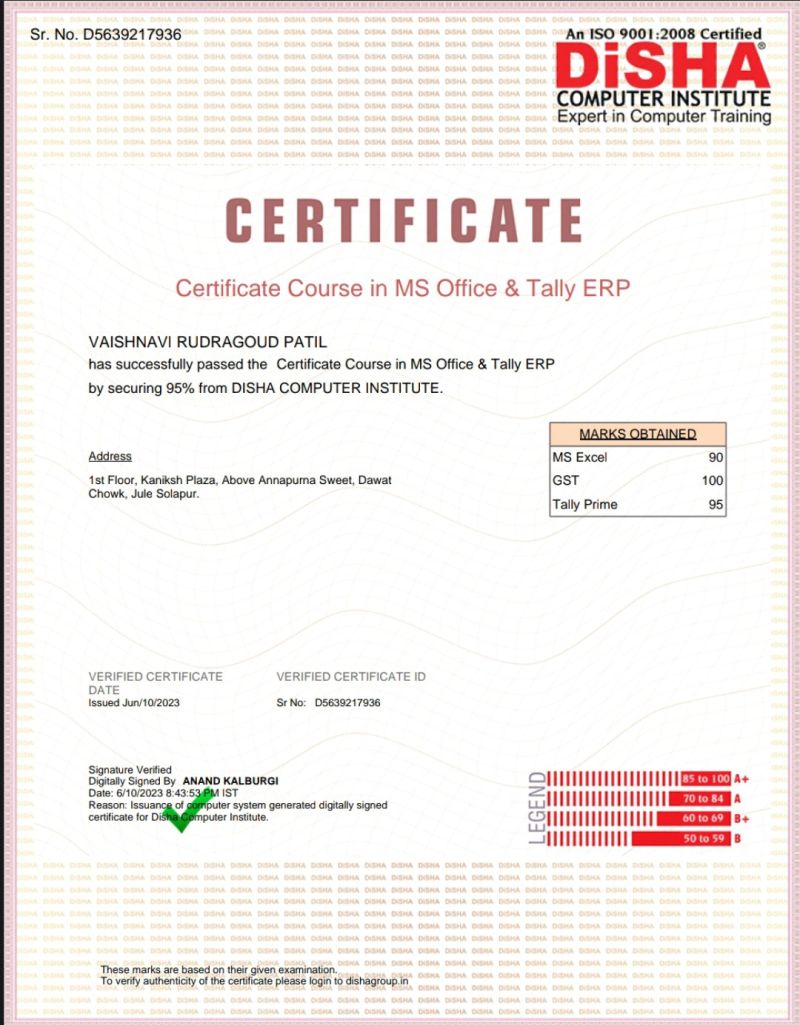 Sr. No. D5639217936
An ISO 9001:2008 Certified
DiSHA®
COMPUTER INSTITUTE
Expert in Computer Training
CERTIFICATE
Certificate Course in MS Office & Tally ERP
VAISHNAVI RUDRAGOUD PATIL
has successfully passed the Certificate Course in MS Office & Tally ERP
by securing 95% from DISHA COMPUTER INSTITUTE.
MARKS OBTAINED
MS Excel 90
GST 100
Tally Prime 95
Address
1st Floor, Kaniksh Plaza, Above Annapurna Sweet, Dawat
Chowk, Jule Solapur.
VERIFIED CERTIFICATE
DATE
Issued Jun/10/2023
VERIFIED CERTIFICATE ID
Sr No: D5639217936
Signature Verified
Digitally Signed By ANAND KALBURGI
Date: 6/10/2023 8:43:53 PM IST
Reason: Issuance of computer system generated digitally signed
certificate for Disha Computer Institute.
LEGEND
85 to 100 A+
70 to 84 A
60 to 69 B+
50 to 59 B
These marks are based on their given examination.
To verify authenticity of the certificate please login to dishagroup.in